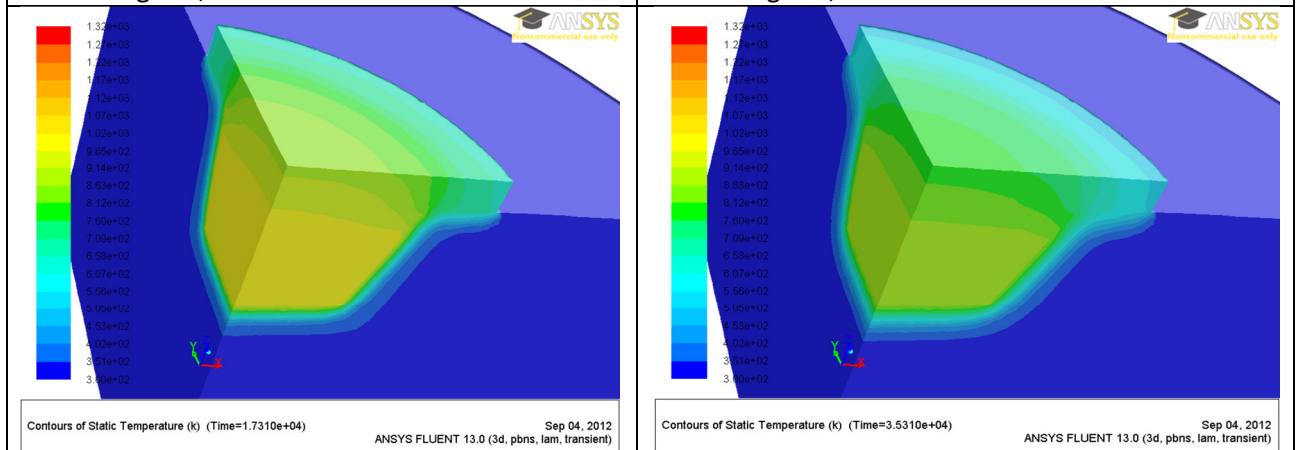 ANSYS
Noncommercial use only
1.32e+03
1.27e+03
1.22e+03
1.17e+03
1.12e+03
1.07e+03
1.02e+03
9.65e+02
9.14e+02
8.63e+02
8.12e+02
7.60e+02
7.09e+02
6.58e+02
6.07e+02
5.56e+02
5.05e+02
4.53e+02
4.02e+02
3.51e+02
3.00e+02
Y
Z
X
Contours of Static Temperature (k) (Time=1.7310e+04)
Sep 04, 2012
ANSYS FLUENT 13.0 (3d, pbns, lam, transient)
ANSYS
Noncommercial use only
1.32e+03
1.27e+03
1.22e+03
1.17e+03
1.12e+03
1.07e+03
1.02e+03
9.65e+02
9.14e+02
8.63e+02
8.12e+02
7.60e+02
7.09e+02
6.58e+02
6.07e+02
5.56e+02
5.05e+02
4.53e+02
4.02e+02
3.51e+02
3.00e+02
Y
Z
X
Contours of Static Temperature (k) (Time=3.5310e+04)
Sep 04, 2012
ANSYS FLUENT 13.0 (3d, pbns, lam, transient)